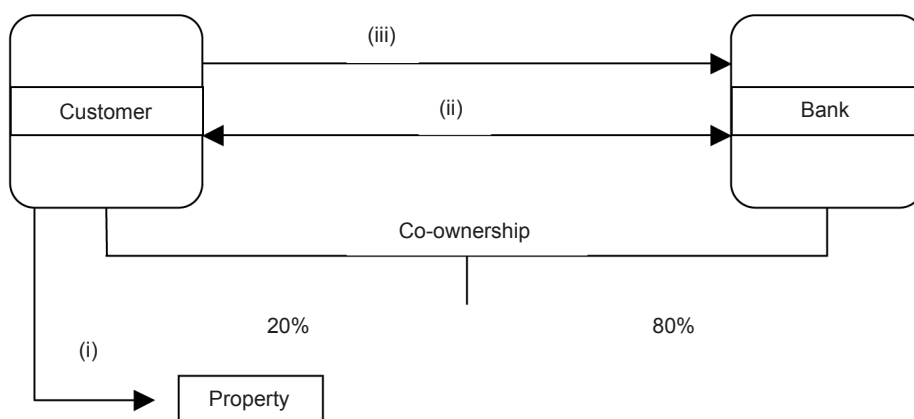 (iii)
Customer
(ii)
Bank
Co-ownership
20%
80%
(i)
Property